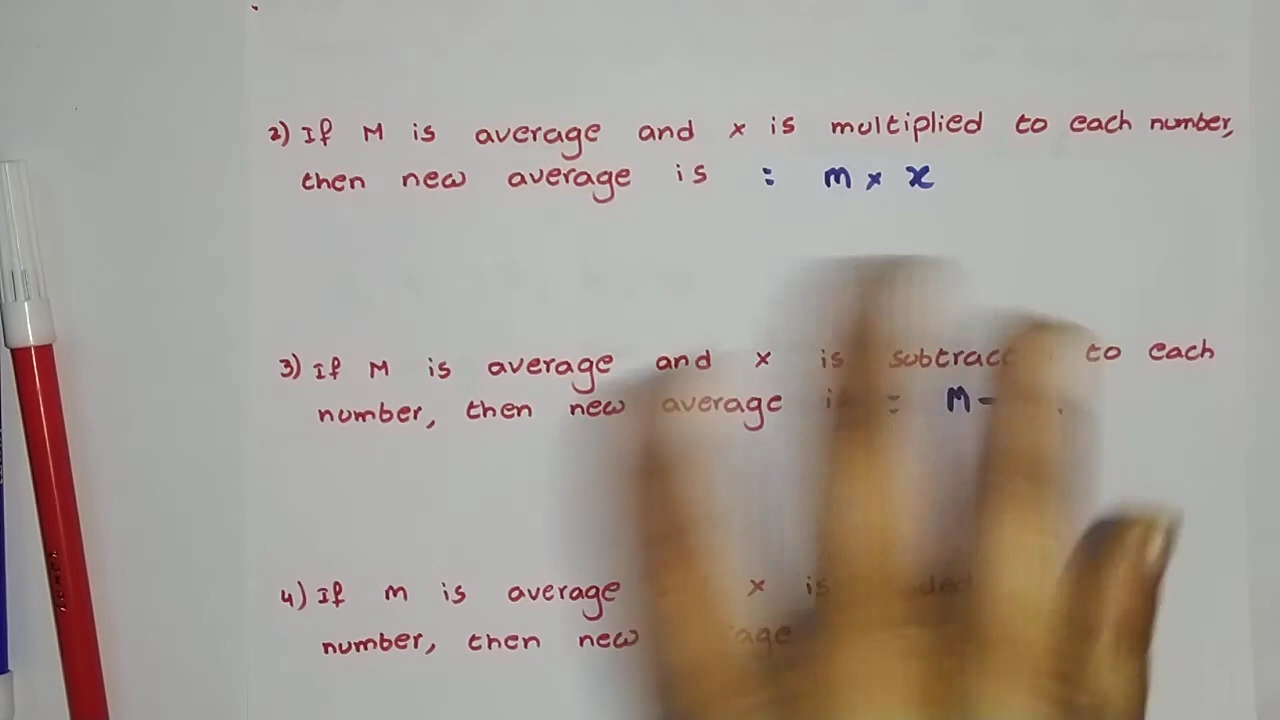 2) If M is average and x is multiplied to each number,
then new average is : m × x
3) If M is average and x is subtrac to each
number, then new average i : M -
4) If m is average x is
number, then new